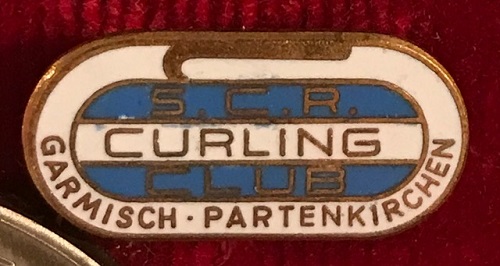 S.C.R.
CURLING
CLUB
GARMISCH · PARTENKIRCHEN